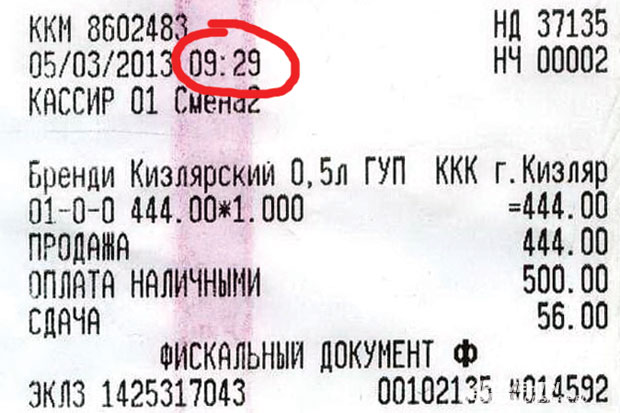 ККМ 8602483 НД 37135
05/03/2013 09:29 НЧ 00002
КАССИР 01 Смена2
Бренди Кизлярский 0,5л ГУП ККК г.Кизляр
01-0-0 444.00*1.000 =444.00
ПРОДАЖА 444.00
ОПЛАТА НАЛИЧНЫМИ 500.00
СДАЧА 56.00
ФИСКАЛЬНЫЙ ДОКУМЕНТ Ф
ЭКЛЗ 1425317043 00102135 #014592